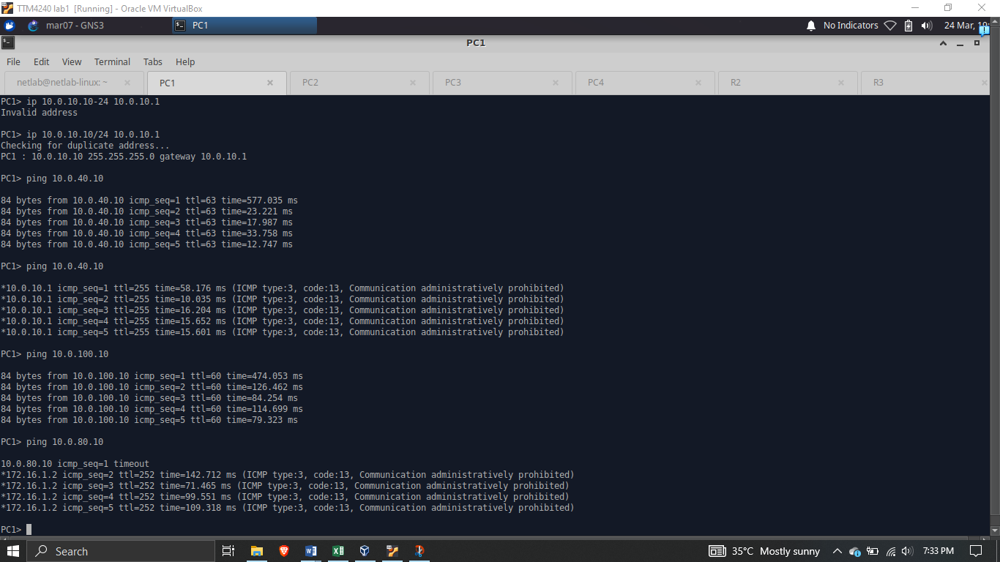 TTM4240 lab1 [Running] - Oracle VM VirtualBox
mar07 - GNS3
PC1
No Indicators
24 Mar,
PC1
File Edit View Terminal Tabs Help
netlab@netlab-linux: ~
PC1
PC2
PC3
PC4
R2
R3
PC1> ip 10.0.10.10-24 10.0.10.1
Invalid address
PC1> ip 10.0.10.10/24 10.0.10.1
Checking for duplicate address...
PC1 : 10.0.10.10 255.255.255.0 gateway 10.0.10.1
PC1> ping 10.0.40.10
84 bytes from 10.0.40.10 icmp_seq=1 ttl=63 time=577.035 ms
84 bytes from 10.0.40.10 icmp_seq=2 ttl=63 time=23.221 ms
84 bytes from 10.0.40.10 icmp_seq=3 ttl=63 time=17.987 ms
84 bytes from 10.0.40.10 icmp_seq=4 ttl=63 time=33.758 ms
84 bytes from 10.0.40.10 icmp_seq=5 ttl=63 time=12.747 ms
PC1> ping 10.0.40.10
*10.0.10.1 icmp_seq=1 ttl=255 time=58.176 ms (ICMP type:3, code:13, Communication administratively prohibited)
*10.0.10.1 icmp_seq=2 ttl=255 time=10.035 ms (ICMP type:3, code:13, Communication administratively prohibited)
*10.0.10.1 icmp_seq=3 ttl=255 time=16.204 ms (ICMP type:3, code:13, Communication administratively prohibited)
*10.0.10.1 icmp_seq=4 ttl=255 time=15.652 ms (ICMP type:3, code:13, Communication administratively prohibited)
*10.0.10.1 icmp_seq=5 ttl=255 time=15.601 ms (ICMP type:3, code:13, Communication administratively prohibited)
PC1> ping 10.0.100.10
84 bytes from 10.0.100.10 icmp_seq=1 ttl=60 time=474.053 ms
84 bytes from 10.0.100.10 icmp_seq=2 ttl=60 time=126.462 ms
84 bytes from 10.0.100.10 icmp_seq=3 ttl=60 time=84.254 ms
84 bytes from 10.0.100.10 icmp_seq=4 ttl=60 time=114.699 ms
84 bytes from 10.0.100.10 icmp_seq=5 ttl=60 time=79.323 ms
PC1> ping 10.0.80.10
10.0.80.10 icmp_seq=1 timeout
*172.16.1.2 icmp_seq=2 ttl=252 time=142.712 ms (ICMP type:3, code:13, Communication administratively prohibited)
*172.16.1.2 icmp_seq=3 ttl=252 time=71.465 ms (ICMP type:3, code:13, Communication administratively prohibited)
*172.16.1.2 icmp_seq=4 ttl=252 time=99.551 ms (ICMP type:3, code:13, Communication administratively prohibited)
*172.16.1.2 icmp_seq=5 ttl=252 time=109.318 ms (ICMP type:3, code:13, Communication administratively prohibited)
PC1>
Search
35°C Mostly sunny
7:33 PM